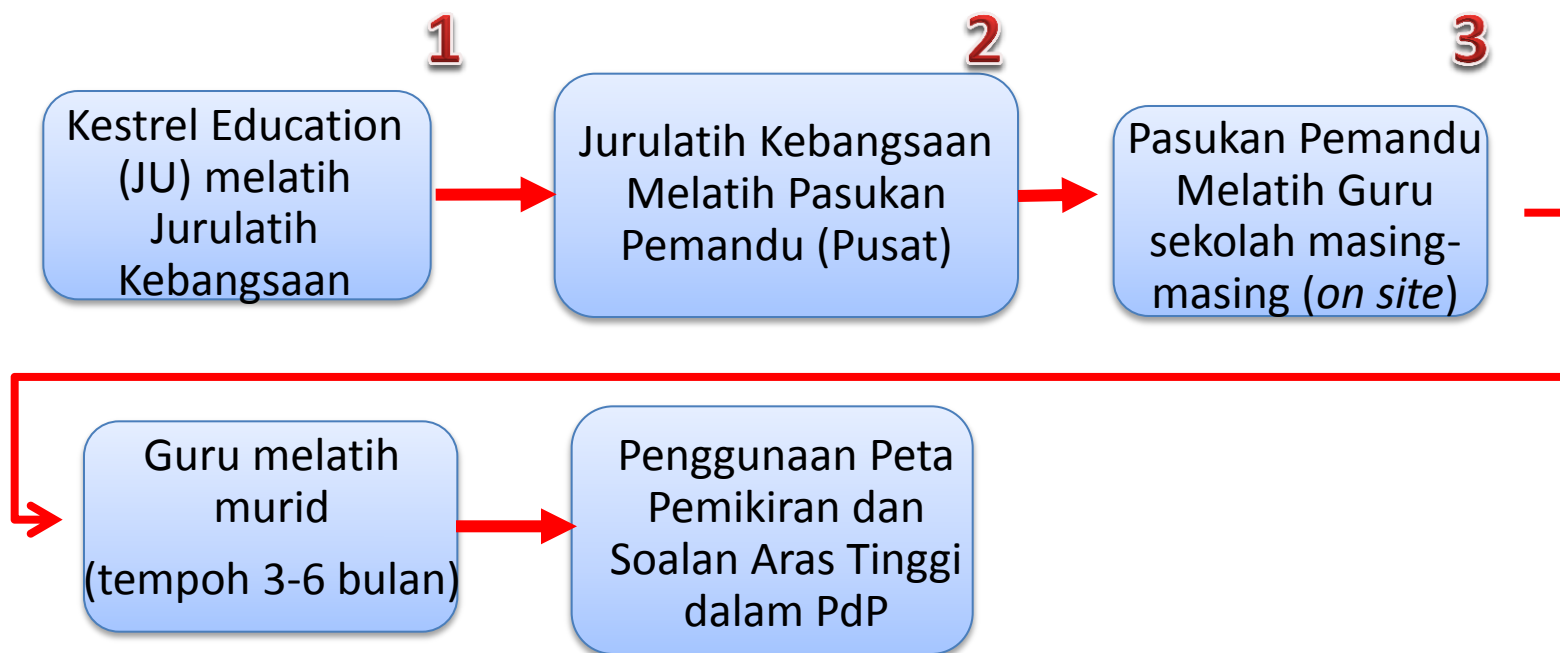 1
2
3
Kestrel Education
(JU) melatih
Jurulatih
Kebangsaan
Jurulatih Kebangsaan
Melatih Pasukan
Pemandu (Pusat)
Pasukan Pemandu
Melatih Guru
sekolah masing-
masing (on site)
Guru melatih
murid
(tempoh 3-6 bulan)
Penggunaan Peta
Pemikiran dan
Soalan Aras Tinggi
dalam PdP